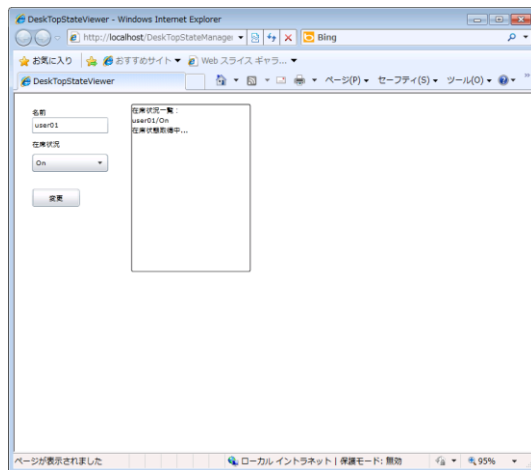 DeskTopStateViewer - Windows Internet Explorer
http://localhost/DeskTopStateManager
Bing
お気に入り
おすすめサイト
Web スライス ギャラ...
DeskTopStateViewer
ページ(P)
セーフティ(S)
ツール(O)
名前
user01
在席状況
On
変更
在席状況一覧：
user01/On
在席状態取得中...
ページが表示されました
ローカル イントラネット | 保護モード: 無効
95%